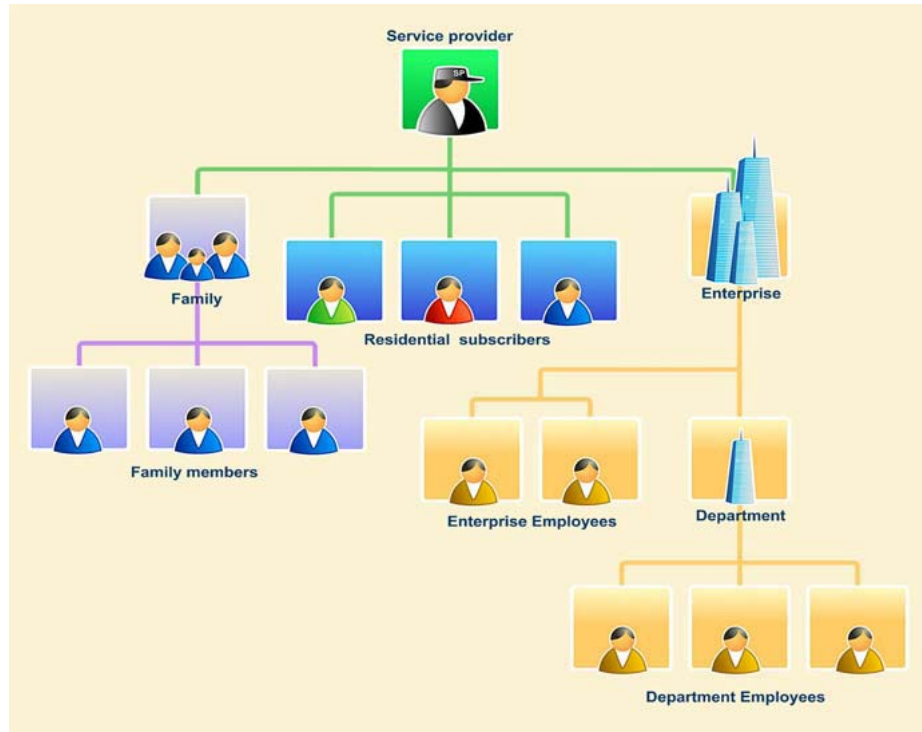 Service provider
SP
Family
Enterprise
Residential  subscribers
Family members
Enterprise Employees
Department
Department Employees